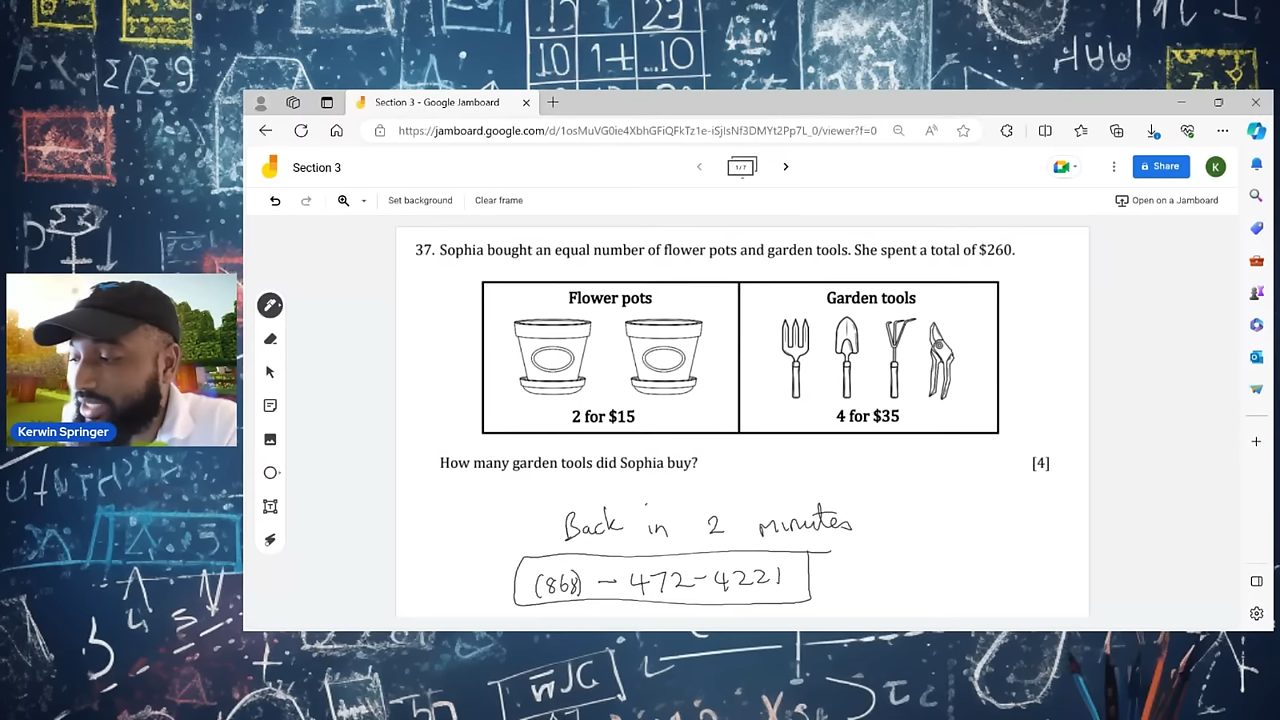 Section 3 - Google Jamboard
https://jamboard.google.com/d/1osMuVG0ie4XbhGFiQFkTz1e-iSjIsNf3DMYt2Pp7L_0/viewer?f=0
Section 3
1/7
Share
K
Set background
Clear frame
Open on a Jamboard
37. Sophia bought an equal number of flower pots and garden tools. She spent a total of $260.
Flower pots
Garden tools
2 for $15
4 for $35
How many garden tools did Sophia buy? [4]
Back in 2 minutes
(868) - 472-4221
Kerwin Springer